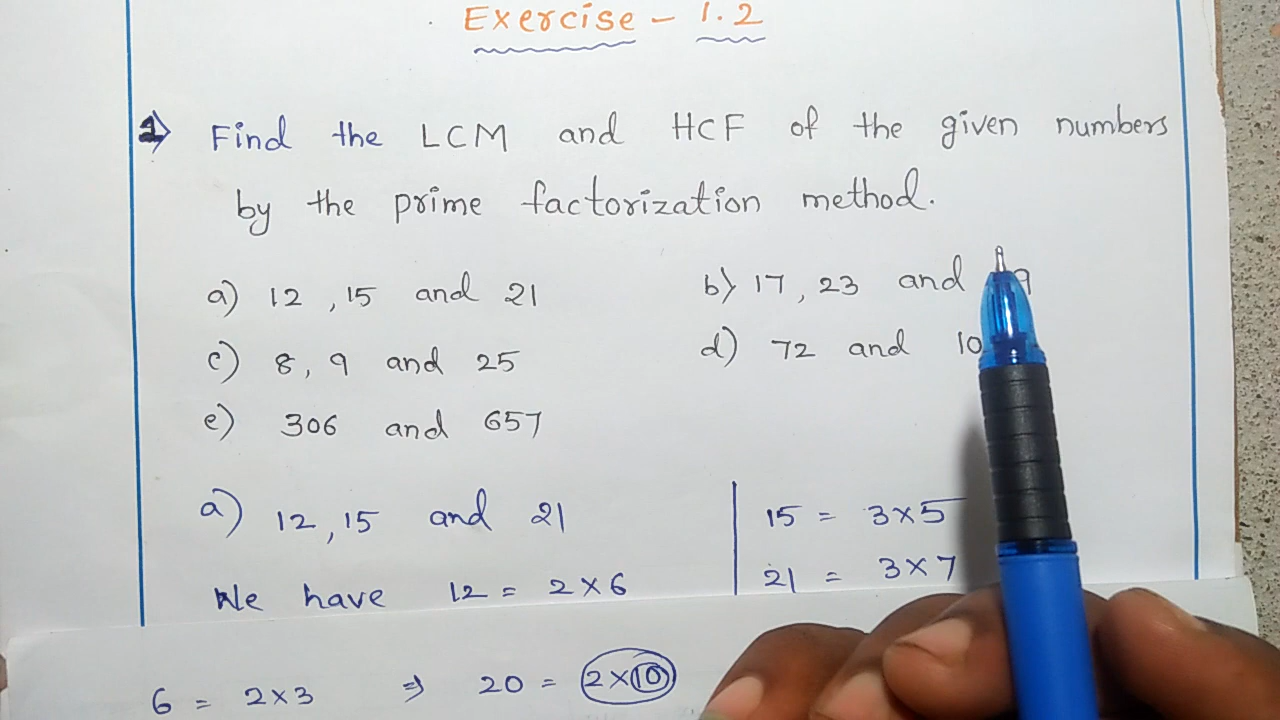 Exercise - 1.2
1) Find the LCM and HCF of the given numbers
by the prime factorization method.
a) 12, 15 and 21 b) 17, 23 and
c) 8, 9 and 25 d) 72 and
e) 306 and 657
a) 12, 15 and 21
15 = 3×5
We have 12 = 2×6
21 = 3×7
6 = 2×3 ⇒ 20 = 2×10